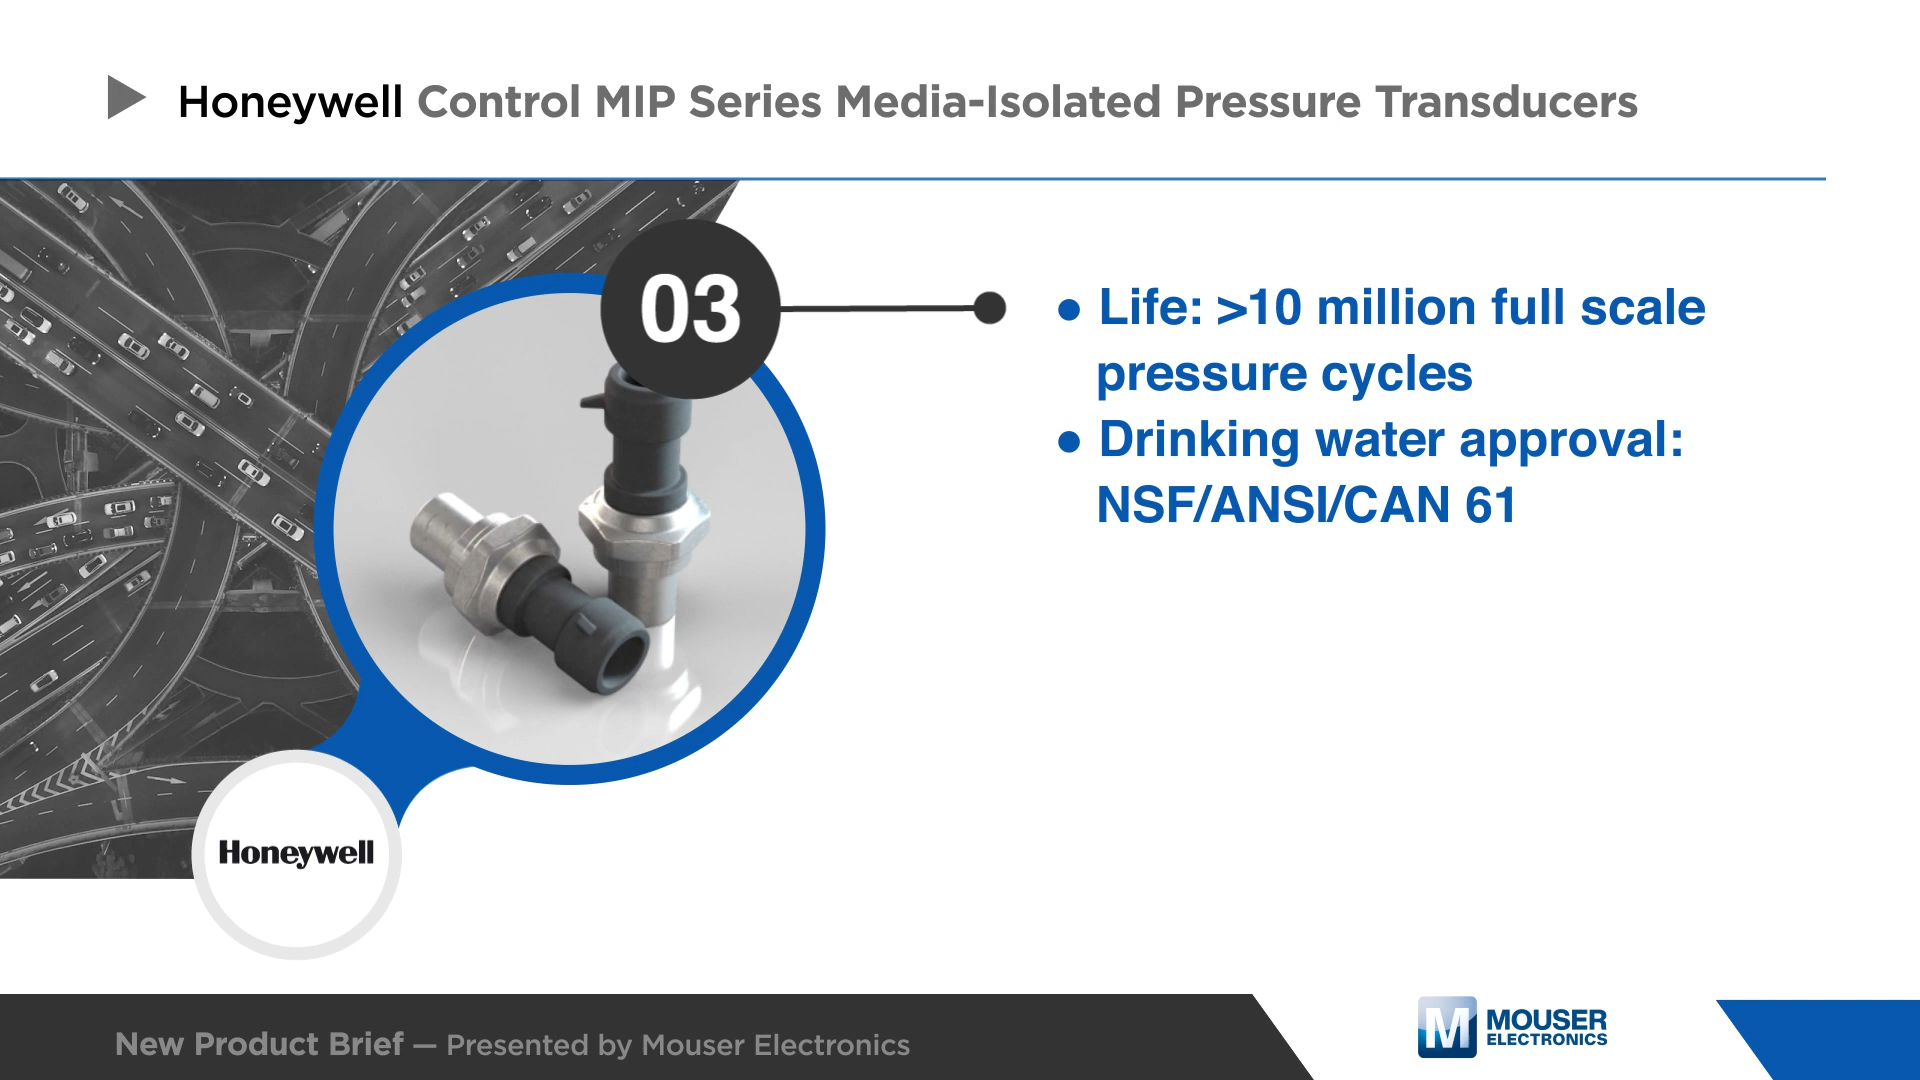 Honeywell Control MIP Series Media-Isolated Pressure Transducers
03
● Life: >10 million full scale
pressure cycles
● Drinking water approval:
NSF/ANSI/CAN 61
Honeywell
New Product Brief — Presented by Mouser Electronics
M MOUSER
ELECTRONICS